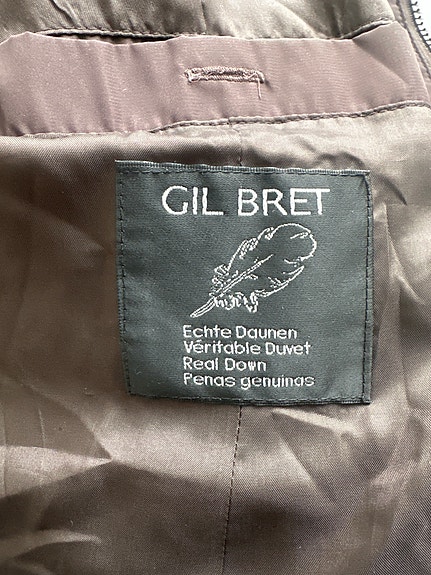 GIL BRET
Echte Daunen
Véritable Duvet
Real Down
Penas genuinas